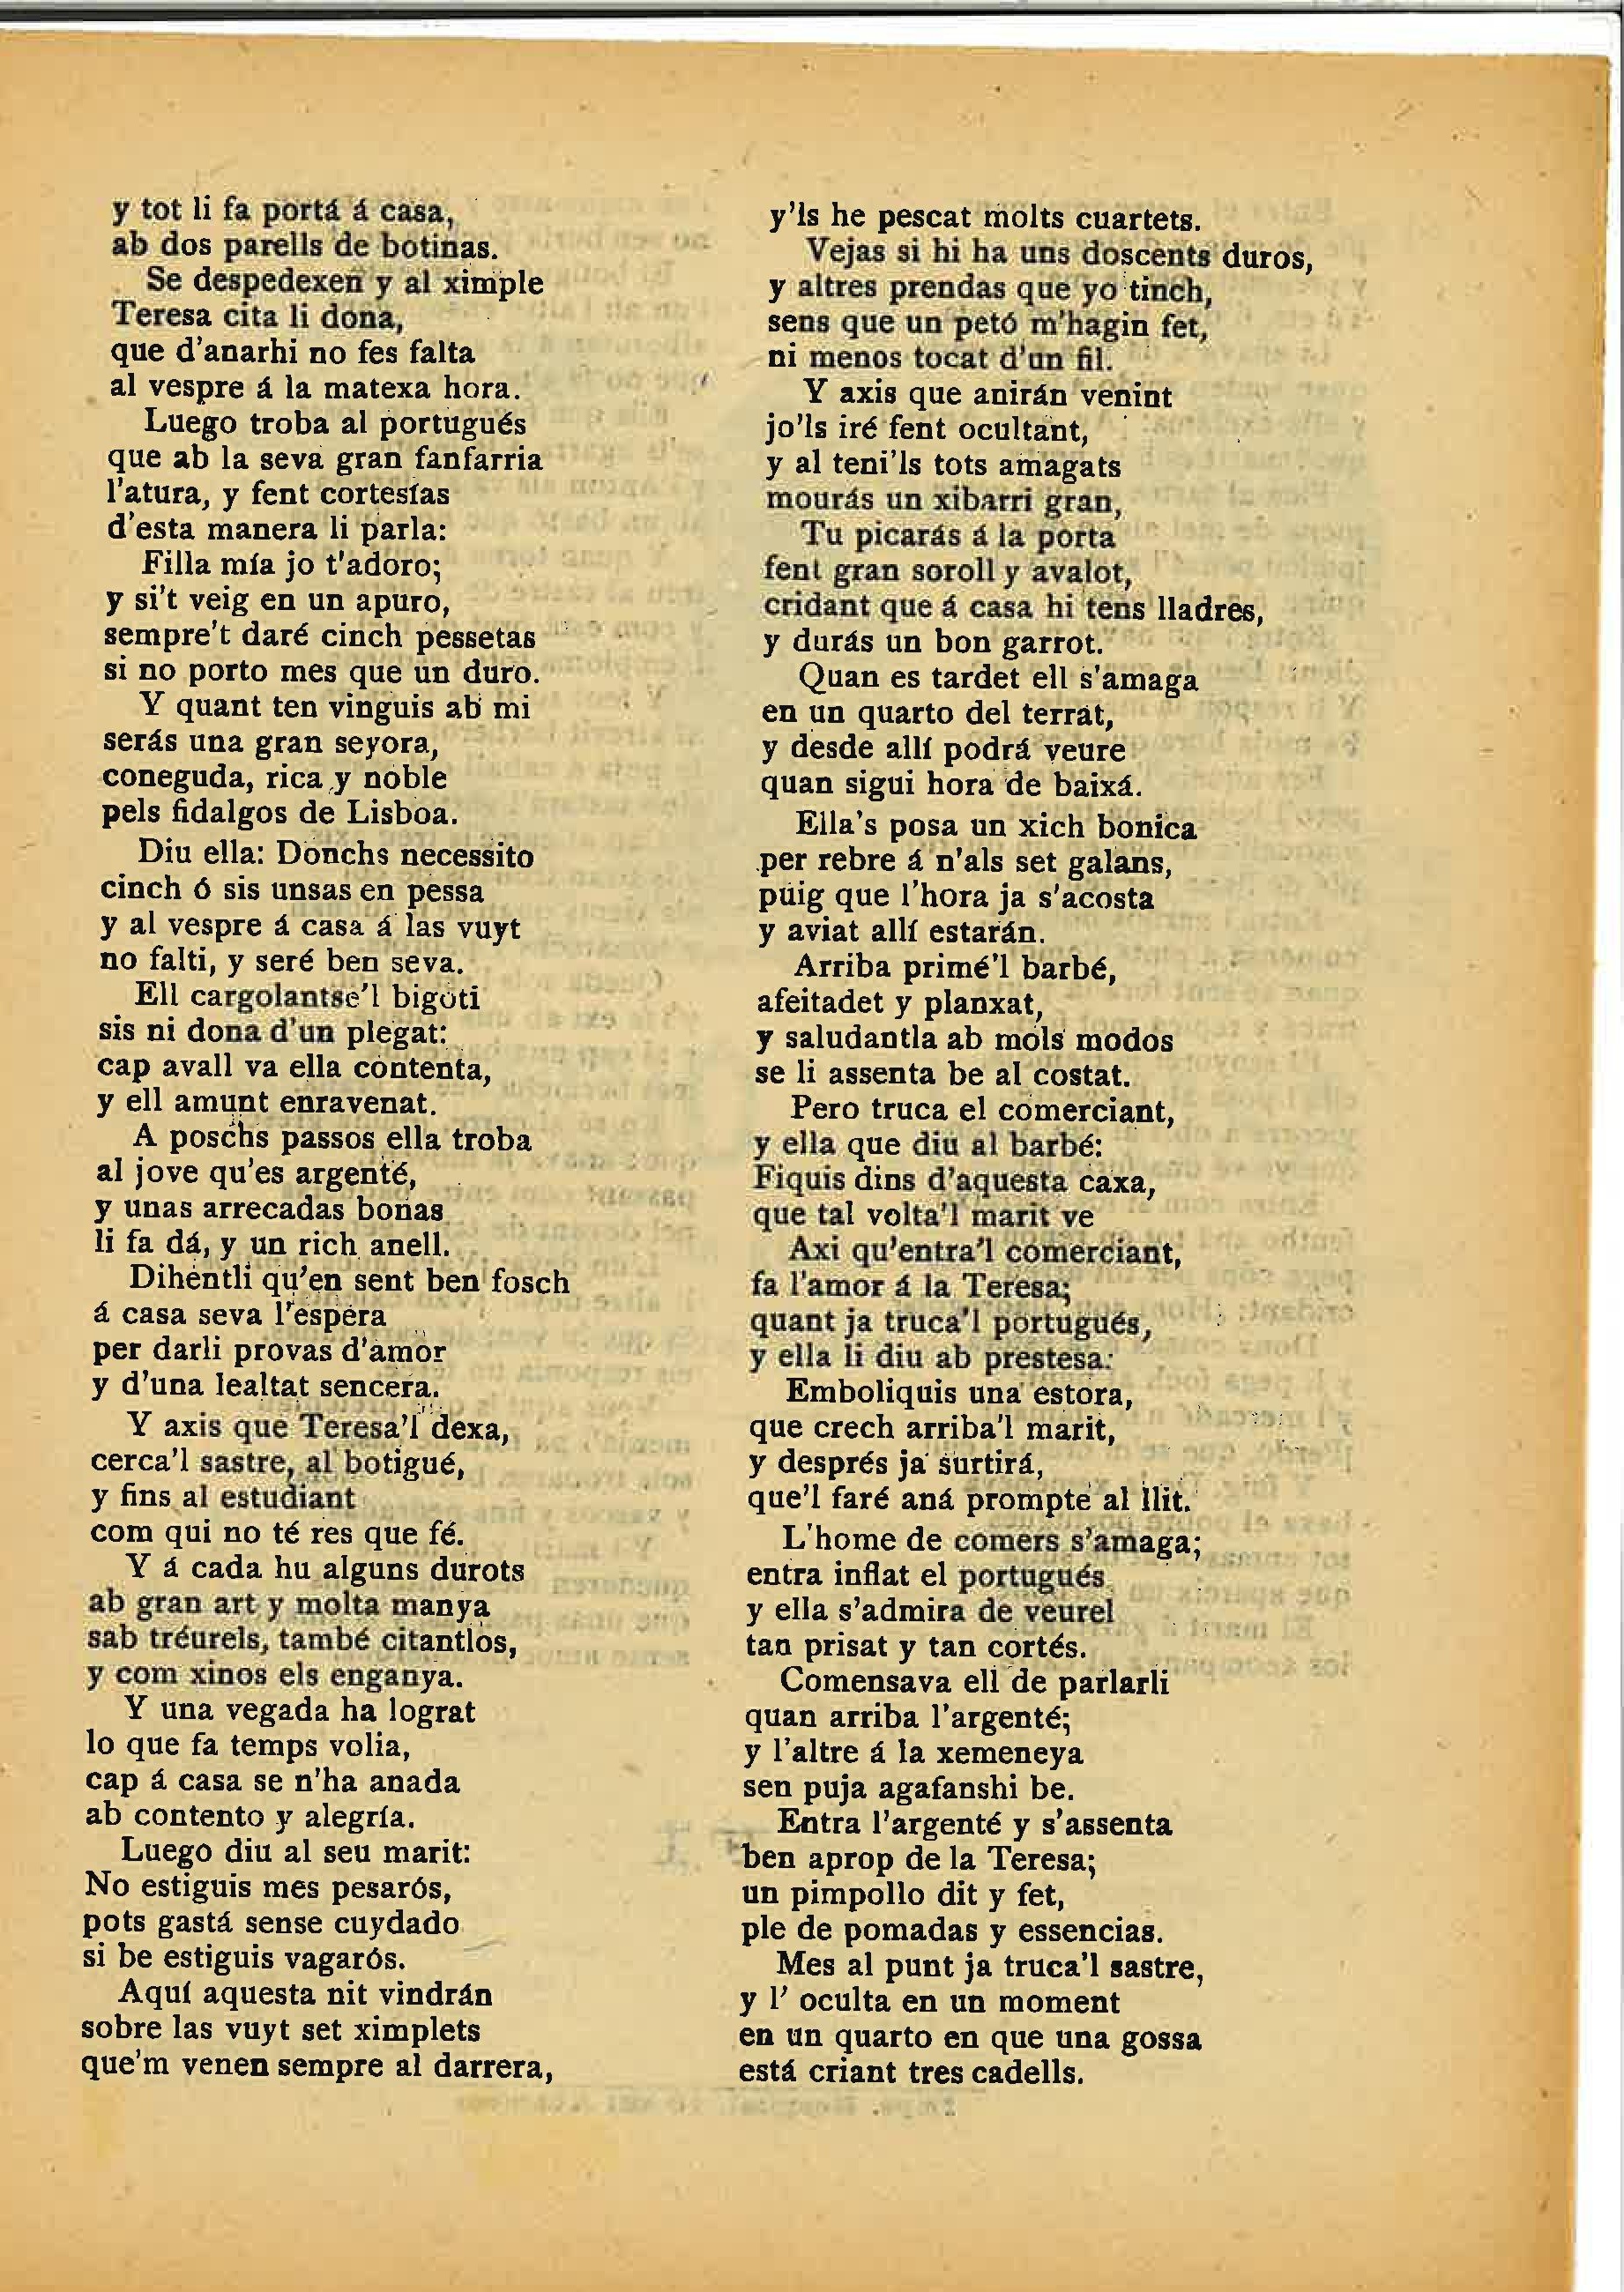 y tot li fa portá á casa,
ab dos parells de botinas.
Se despedexen y al ximple
Teresa cita li dona,
que d'anarhi no fes falta
al vespre á la matexa hora.
Luego troba al portugués
que ab la seva gran fanfarria
l'atura, y fent cortesías
d'esta manera li parla:
Filla mía jo t'adoro;
y si't veig en un apuro,
sempre't daré cinch pessetas
si no porto mes que un duro.
Y quant ten vinguis ab mi
serás una gran seyora,
coneguda, rica y noble
pels fidalgos de Lisboa.
Diu ella: Donchs necessito
cinch ó sis unsas en pessa
y al vespre á casa á las vuyt
no falti, y seré ben seva.
Ell cargolantse'l bigoti
sis ni dona d'un plegat:
cap avall va ella contenta,
y ell amunt enravenat.
A poschs passos ella troba
al jove qu'es argenté,
y unas arrecadas bonas
li fa dá, y un rich anell.
Dihentli qu'en sent ben fosch
á casa seva l'espera
per darli provas d'amor
y d'una lealtat sencera.
Y axis que Teresa'l dexa,
cerca'l sastre, al botigué,
y fins al estudiant
com qui no té res que fé.
Y á cada hu alguns durots
ab gran art y molta manya
sab tréurels, també citantlos,
y com xinos els enganya.
Y una vegada ha lograt
lo que fa temps volia,
cap á casa se n'ha anada
ab contento y alegría.
Luego diu al seu marit:
No estiguis mes pesarós,
pots gastá sense cuydado
si be estiguis vagarós.
Aquí aquesta nit vindrán
sobre las vuyt set ximplets
que'm venen sempre al darrera,
y'ls he pescat molts cuartets.
Vejas si hi ha uns doscents duros,
y altres prendas que yo tinch,
sens que un petó m'hagin fet,
ni menos tocat d'un fil.
Y axis que anirán venint
jo'ls iré fent ocultant,
y al teni'ls tots amagats
mourás un xibarri gran,
Tu picarás á la porta
fent gran soroll y avalot,
cridant que á casa hi tens lladres,
y durás un bon garrot.
Quan es tardet ell s'amaga
en un quarto del terrat,
y desde allí podrá veure
quan sigui hora de baixá.
Ella's posa un xich bonica
per rebre á n'als set galans,
puig que l'hora ja s'acosta
y aviat allí estarán.
Arriba primé'l barbé,
afeitadet y planxat,
y saludantla ab mols modos
se li assenta be al costat.
Pero truca el comerciant,
y ella que diu al barbé:
Fiquis dins d'aquesta caxa,
que tal volta'l marit ve
Axi qu'entra'l comerciant,
fa l'amor á la Teresa;
quant ja truca'l portugués,
y ella li diu ab prestesa:
Emboliquis una estora,
que crech arriba'l marit,
y després ja surtirá,
que'l faré aná prompte al llit.
L'home de comers s'amaga;
entra inflat el portugués
y ella s'admira de veurel
tan prisat y tan cortés.
Comensava ell de parlarli
quan arriba l'argenté;
y l'altre á la xemeneya
sen puja agafanshi be.
Entra l'argenté y s'assenta
ben aprop de la Teresa;
un pimpollo dit y fet,
ple de pomadas y essencias.
Mes al punt ja truca'l sastre,
y l' oculta en un moment
en un quarto en que una gossa
está criant tres cadells.